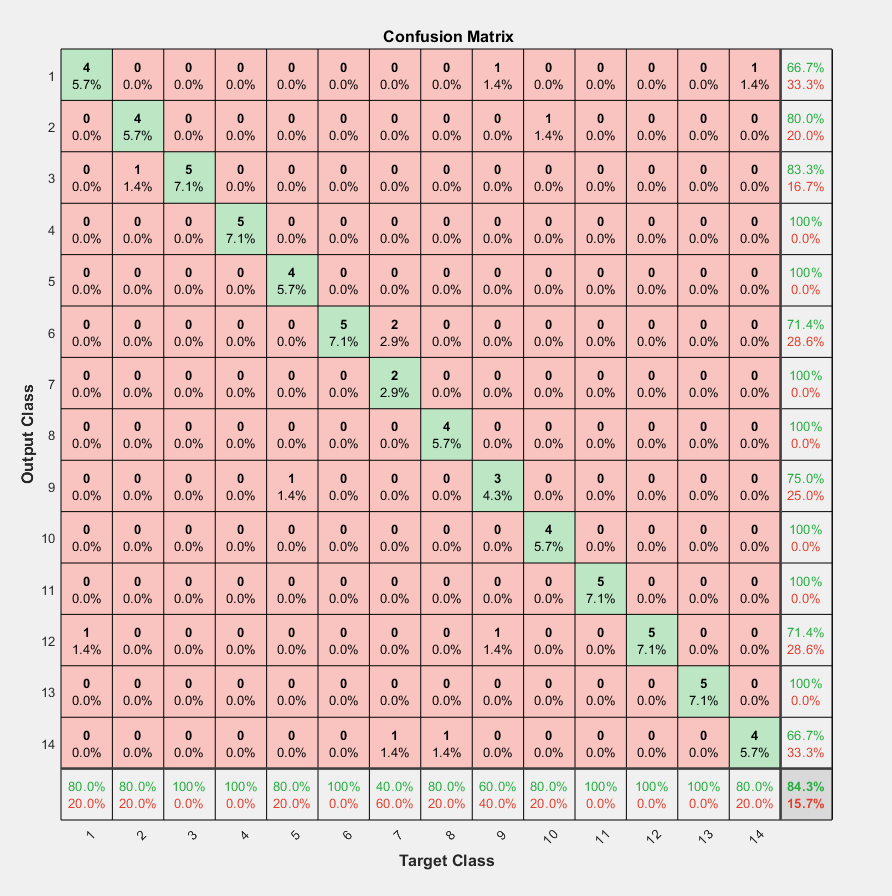 Confusion Matrix
1 4 0 0 0 0 0 0 0 1 0 0 0 0 1 66.7%
5.7% 0.0% 0.0% 0.0% 0.0% 0.0% 0.0% 0.0% 1.4% 0.0% 0.0% 0.0% 0.0% 1.4% 33.3%
2 0 4 0 0 0 0 0 0 0 1 0 0 0 0 80.0%
0.0% 5.7% 0.0% 0.0% 0.0% 0.0% 0.0% 0.0% 0.0% 1.4% 0.0% 0.0% 0.0% 0.0% 20.0%
3 0 1 5 0 0 0 0 0 0 0 0 0 0 0 83.3%
0.0% 1.4% 7.1% 0.0% 0.0% 0.0% 0.0% 0.0% 0.0% 0.0% 0.0% 0.0% 0.0% 0.0% 16.7%
4 0 0 0 5 0 0 0 0 0 0 0 0 0 0 100%
0.0% 0.0% 0.0% 7.1% 0.0% 0.0% 0.0% 0.0% 0.0% 0.0% 0.0% 0.0% 0.0% 0.0% 0.0%
5 0 0 0 0 4 0 0 0 0 0 0 0 0 0 100%
0.0% 0.0% 0.0% 0.0% 5.7% 0.0% 0.0% 0.0% 0.0% 0.0% 0.0% 0.0% 0.0% 0.0% 0.0%
6 0 0 0 0 0 5 2 0 0 0 0 0 0 0 71.4%
0.0% 0.0% 0.0% 0.0% 0.0% 7.1% 2.9% 0.0% 0.0% 0.0% 0.0% 0.0% 0.0% 0.0% 28.6%
7 0 0 0 0 0 0 2 0 0 0 0 0 0 0 100%
0.0% 0.0% 0.0% 0.0% 0.0% 0.0% 2.9% 0.0% 0.0% 0.0% 0.0% 0.0% 0.0% 0.0% 0.0%
8 0 0 0 0 0 0 0 4 0 0 0 0 0 0 100%
0.0% 0.0% 0.0% 0.0% 0.0% 0.0% 0.0% 5.7% 0.0% 0.0% 0.0% 0.0% 0.0% 0.0% 0.0%
9 0 0 0 0 1 0 0 0 3 0 0 0 0 0 75.0%
0.0% 0.0% 0.0% 0.0% 1.4% 0.0% 0.0% 0.0% 4.3% 0.0% 0.0% 0.0% 0.0% 0.0% 25.0%
10 0 0 0 0 0 0 0 0 0 4 0 0 0 0 100%
0.0% 0.0% 0.0% 0.0% 0.0% 0.0% 0.0% 0.0% 0.0% 5.7% 0.0% 0.0% 0.0% 0.0% 0.0%
11 0 0 0 0 0 0 0 0 0 0 5 0 0 0 100%
0.0% 0.0% 0.0% 0.0% 0.0% 0.0% 0.0% 0.0% 0.0% 0.0% 7.1% 0.0% 0.0% 0.0% 0.0%
12 1 0 0 0 0 0 0 0 1 0 0 5 0 0 71.4%
1.4% 0.0% 0.0% 0.0% 0.0% 0.0% 0.0% 0.0% 1.4% 0.0% 0.0% 7.1% 0.0% 0.0% 28.6%
13 0 0 0 0 0 0 0 0 0 0 0 0 5 0 100%
0.0% 0.0% 0.0% 0.0% 0.0% 0.0% 0.0% 0.0% 0.0% 0.0% 0.0% 0.0% 7.1% 0.0% 0.0%
14 0 0 0 0 0 0 1 1 0 0 0 0 0 4 66.7%
0.0% 0.0% 0.0% 0.0% 0.0% 0.0% 1.4% 1.4% 0.0% 0.0% 0.0% 0.0% 0.0% 5.7% 33.3%
80.0% 80.0% 100% 100% 80.0% 100% 40.0% 80.0% 60.0% 80.0% 100% 100% 100% 80.0% 84.3%
20.0% 20.0% 0.0% 0.0% 20.0% 0.0% 60.0% 20.0% 40.0% 20.0% 0.0% 0.0% 0.0% 20.0% 15.7%
1 2 3 4 5 6 7 8 9 10 11 12 13 14
Target Class
Output Class